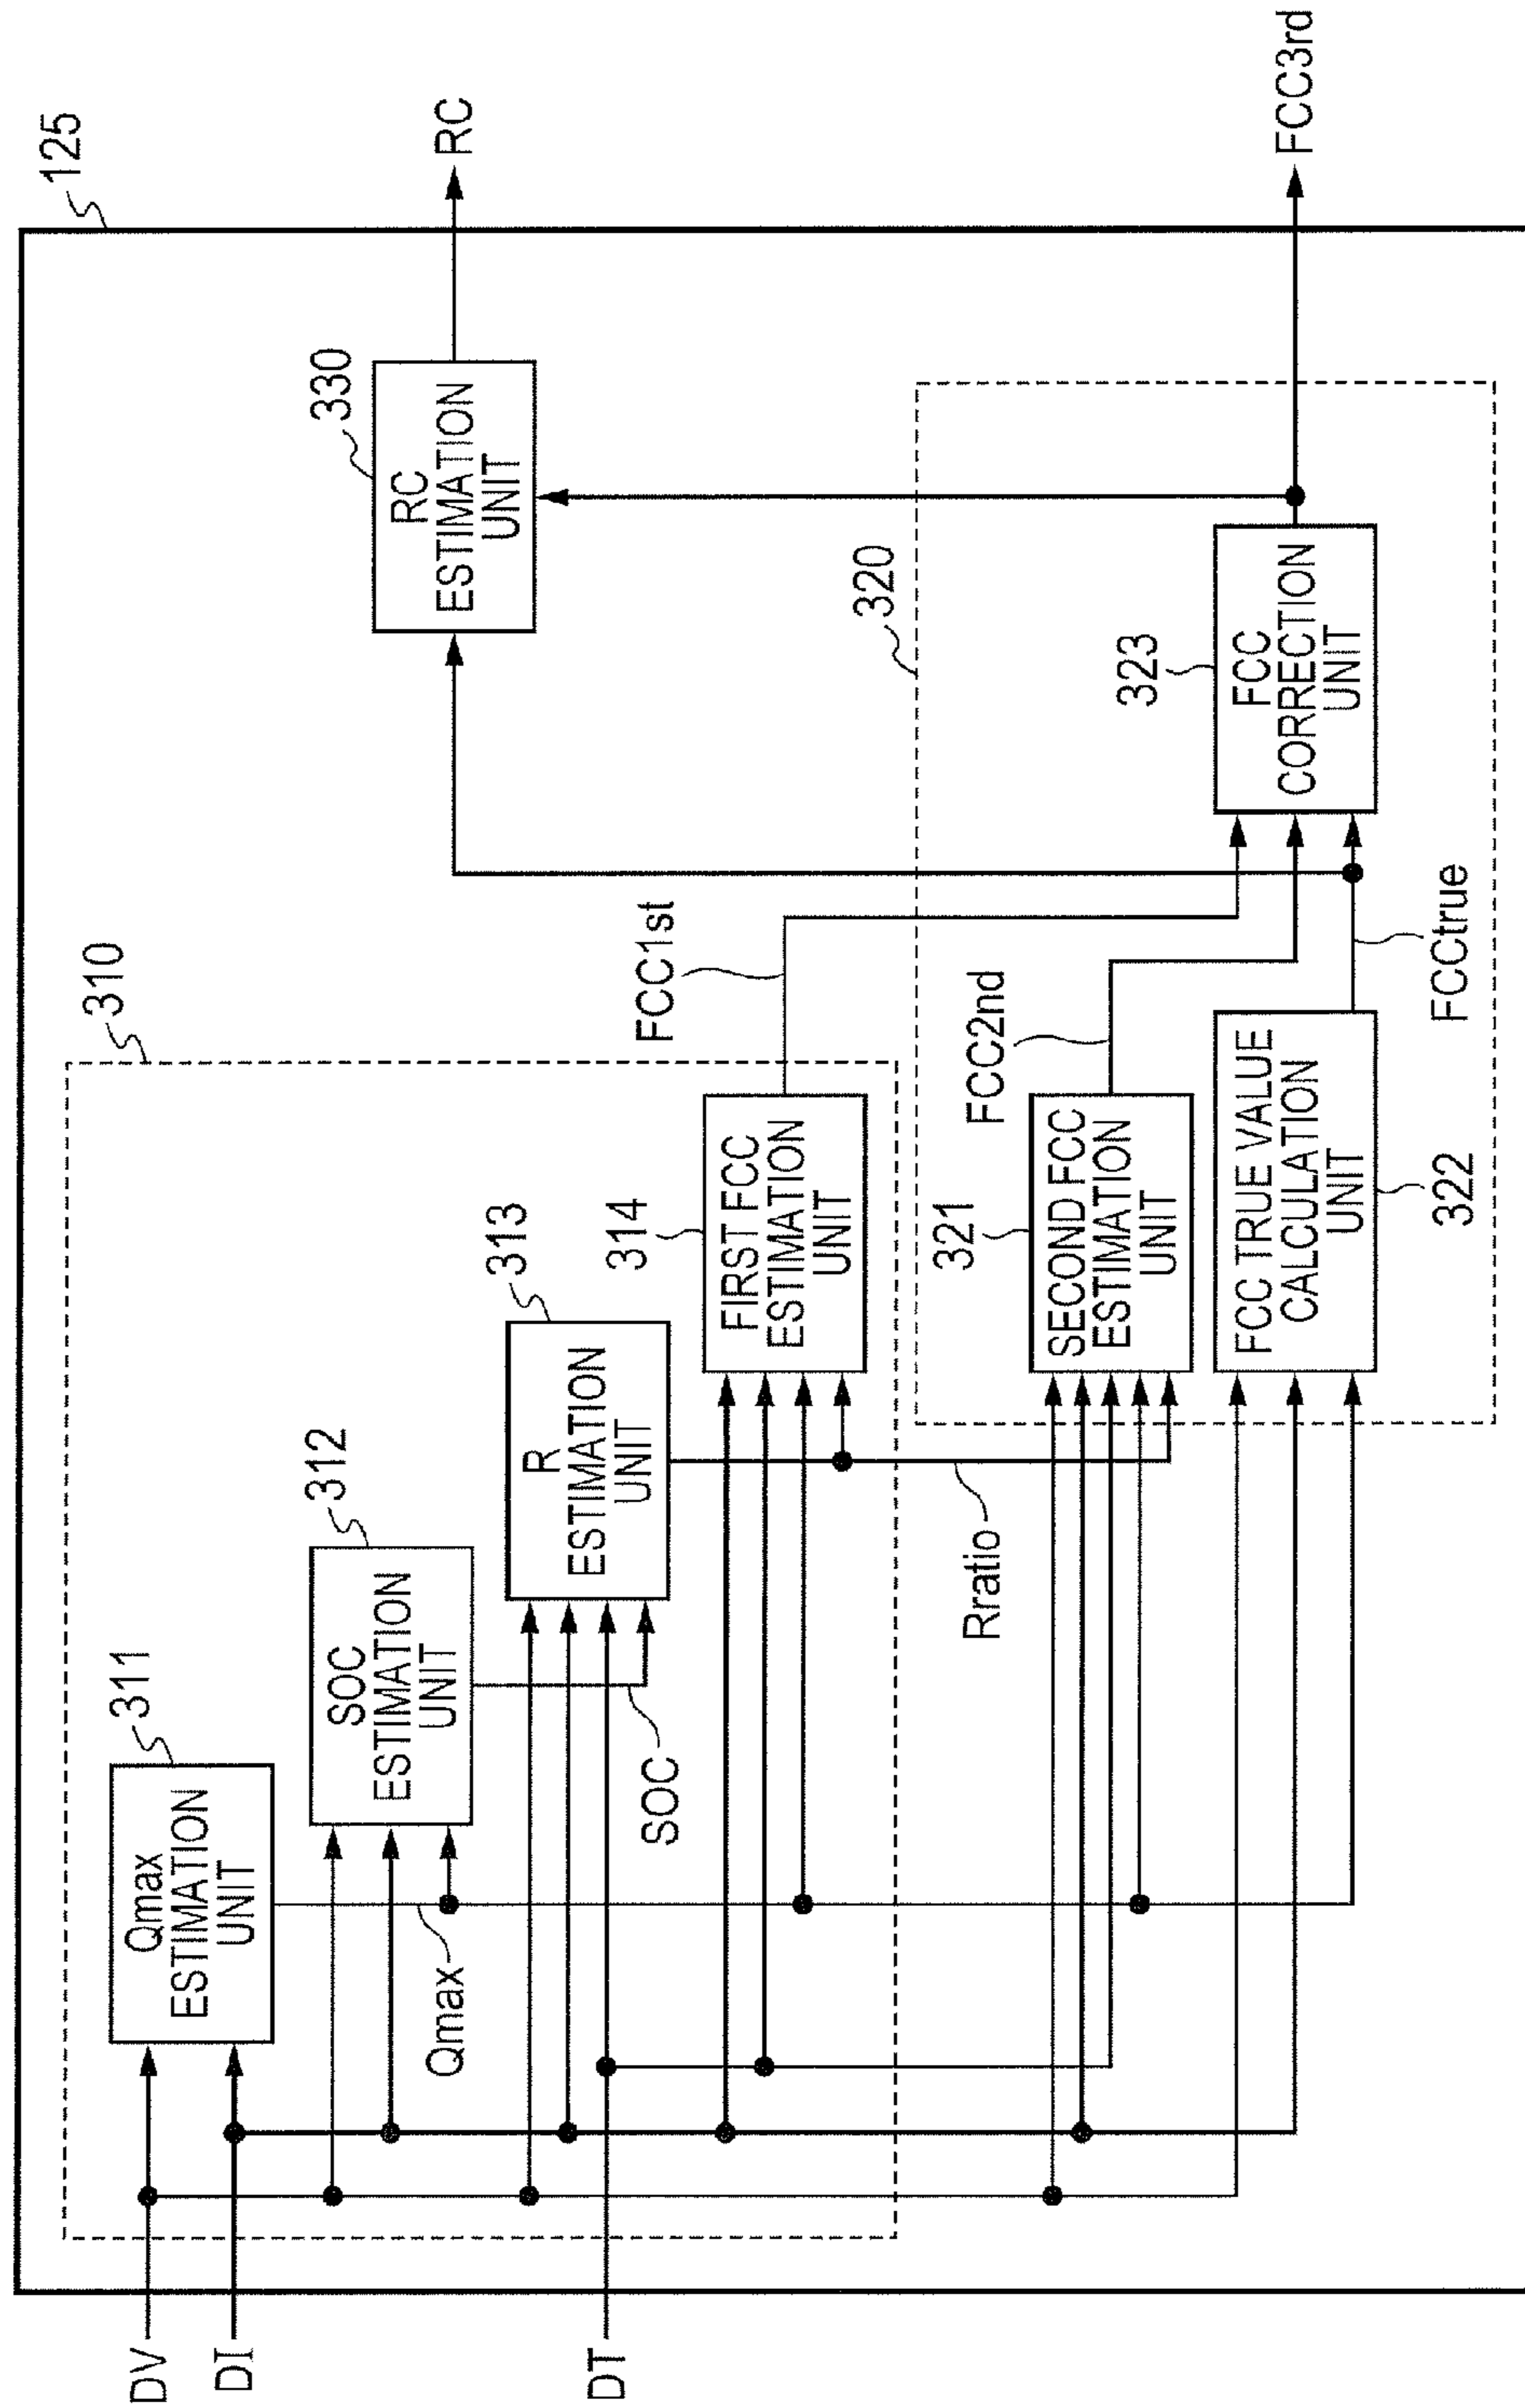 125
310
311
Qmax
ESTIMATION
UNIT
312
SOC
ESTIMATION
UNIT
313
R
ESTIMATION
UNIT
314
FIRST FCC
ESTIMATION
UNIT
DV
DI
DT
Qmax
SOC
Rratio
FCC1st
330
RC
ESTIMATION
UNIT
RC
320
321
SECOND FCC
ESTIMATION
UNIT
FCC2nd
FCC TRUE VALUE
CALCULATION
UNIT
322
FCCtrue
323
FCC
CORRECTION
UNIT
FCC3rd